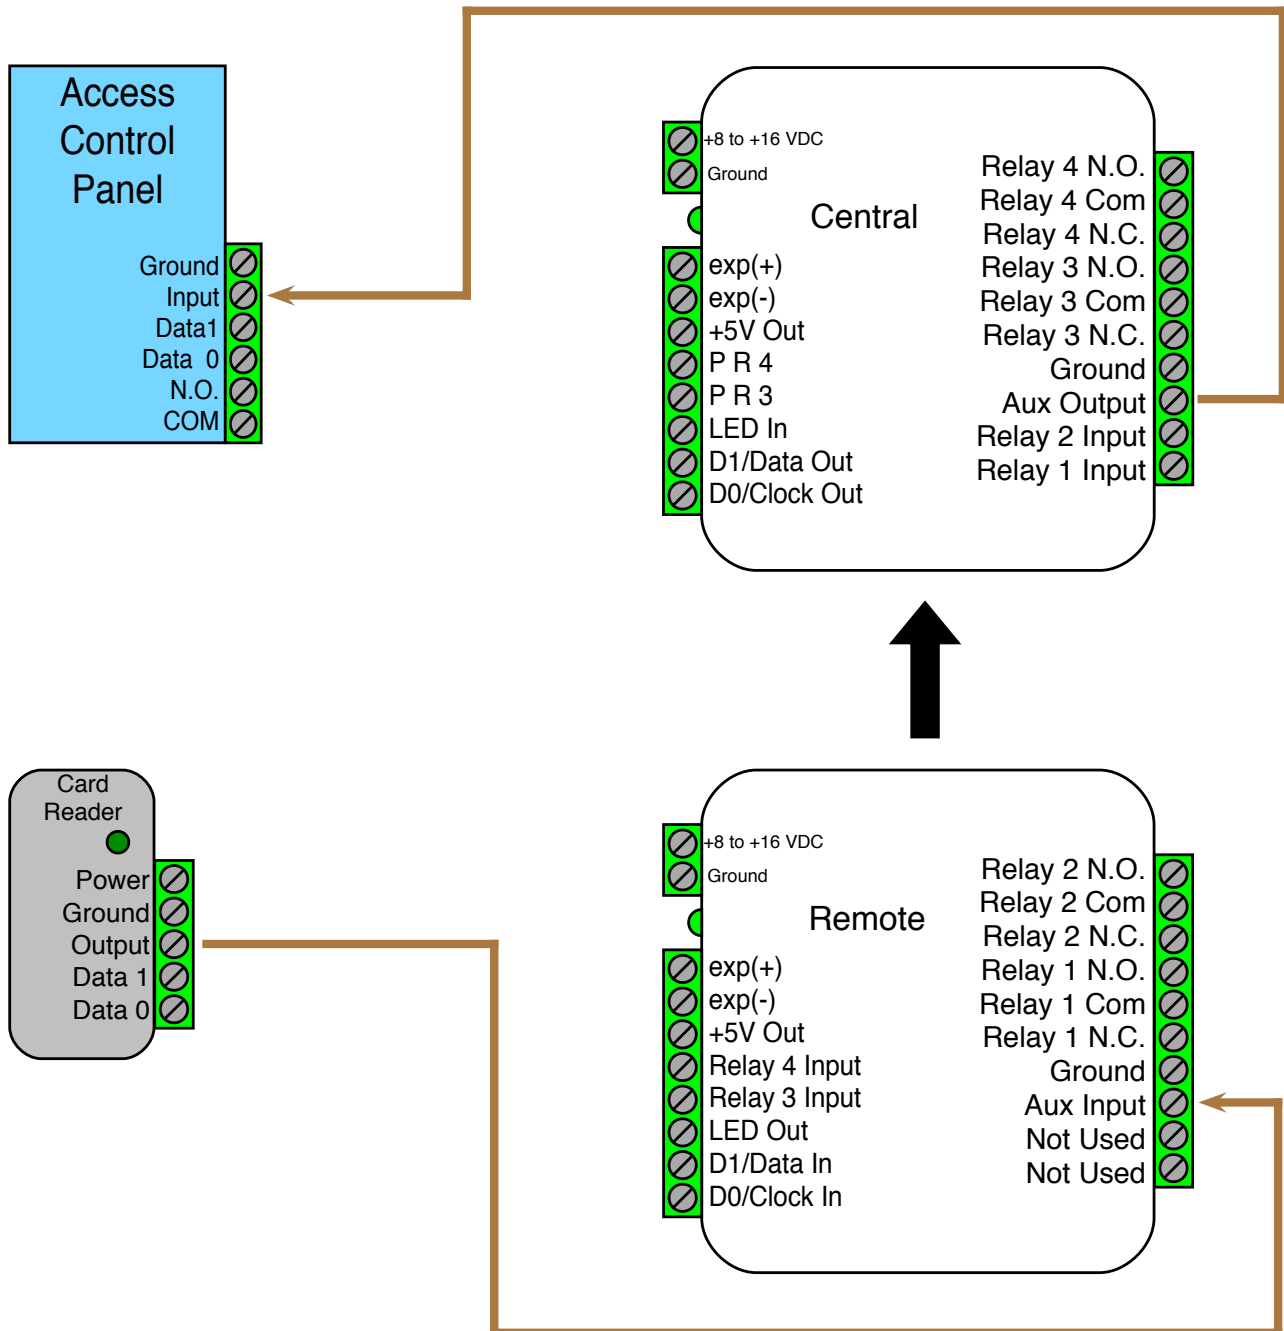 Access
Control
Panel
Ground
Input
Data1
Data 0
N.O.
COM
+8 to +16 VDC
Ground
Central
exp(+)
exp(-)
+5V Out
P R 4
P R 3
LED In
D1/Data Out
D0/Clock Out
Relay 4 N.O.
Relay 4 Com
Relay 4 N.C.
Relay 3 N.O.
Relay 3 Com
Relay 3 N.C.
Ground
Aux Output
Relay 2 Input
Relay 1 Input
Card
Reader
Power
Ground
Output
Data 1
Data 0
+8 to +16 VDC
Ground
Remote
exp(+)
exp(-)
+5V Out
Relay 4 Input
Relay 3 Input
LED Out
D1/Data In
D0/Clock In
Relay 2 N.O.
Relay 2 Com
Relay 2 N.C.
Relay 1 N.O.
Relay 1 Com
Relay 1 N.C.
Ground
Aux Input
Not Used
Not Used